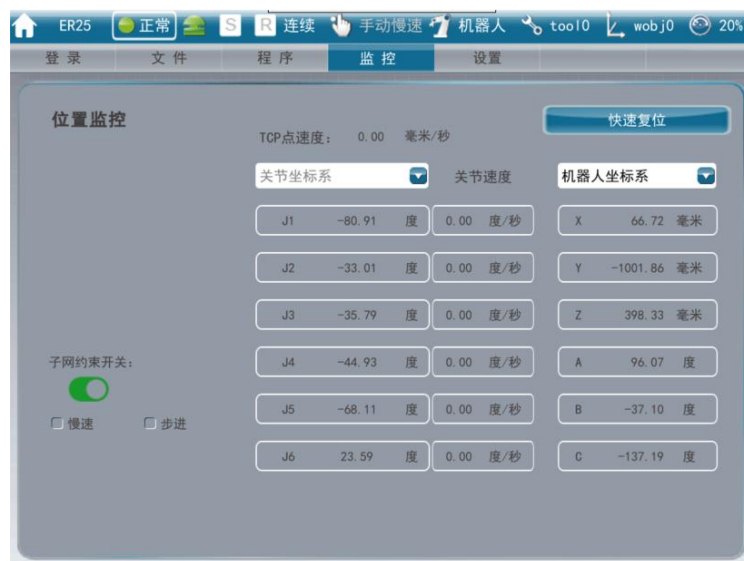 ER25 正常 S R 连续 手动慢速 机器人 tool0 wobj0 20%
登录 文件 程序 监控 设置
位置监控
快速复位
TCP点速度： 0.00 毫米/秒
关节坐标系 关节速度 机器人坐标系
J1 -80.91 度 0.00 度/秒 X 66.72 毫米
J2 -33.01 度 0.00 度/秒 Y -1001.86 毫米
J3 -35.79 度 0.00 度/秒 Z 398.33 毫米
子网约束开关：
J4 -44.93 度 0.00 度/秒 A 96.07 度
慢速 步进
J5 -68.11 度 0.00 度/秒 B -37.10 度
J6 23.59 度 0.00 度/秒 C -137.19 度